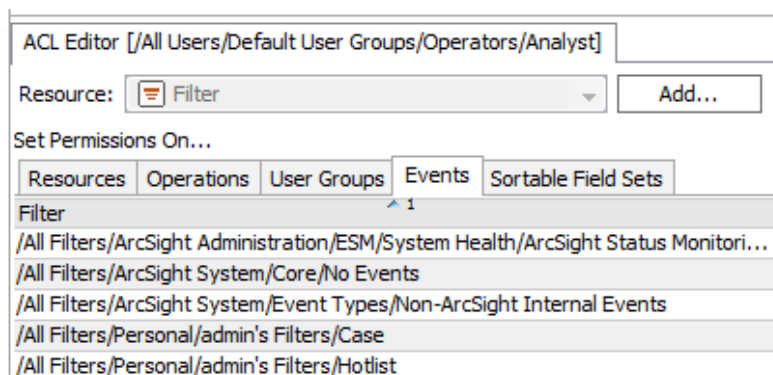 ACL Editor [/All Users/Default User Groups/Operators/Analyst]
Resource: Filter Add...
Set Permissions On...
Resources Operations User Groups Events Sortable Field Sets
Filter 1
/All Filters/ArcSight Administration/ESM/System Health/ArcSight Status Monitori...
/All Filters/ArcSight System/Core/No Events
/All Filters/ArcSight System/Event Types/Non-ArcSight Internal Events
/All Filters/Personal/admin's Filters/Case
/All Filters/Personal/admin's Filters/Hotlist